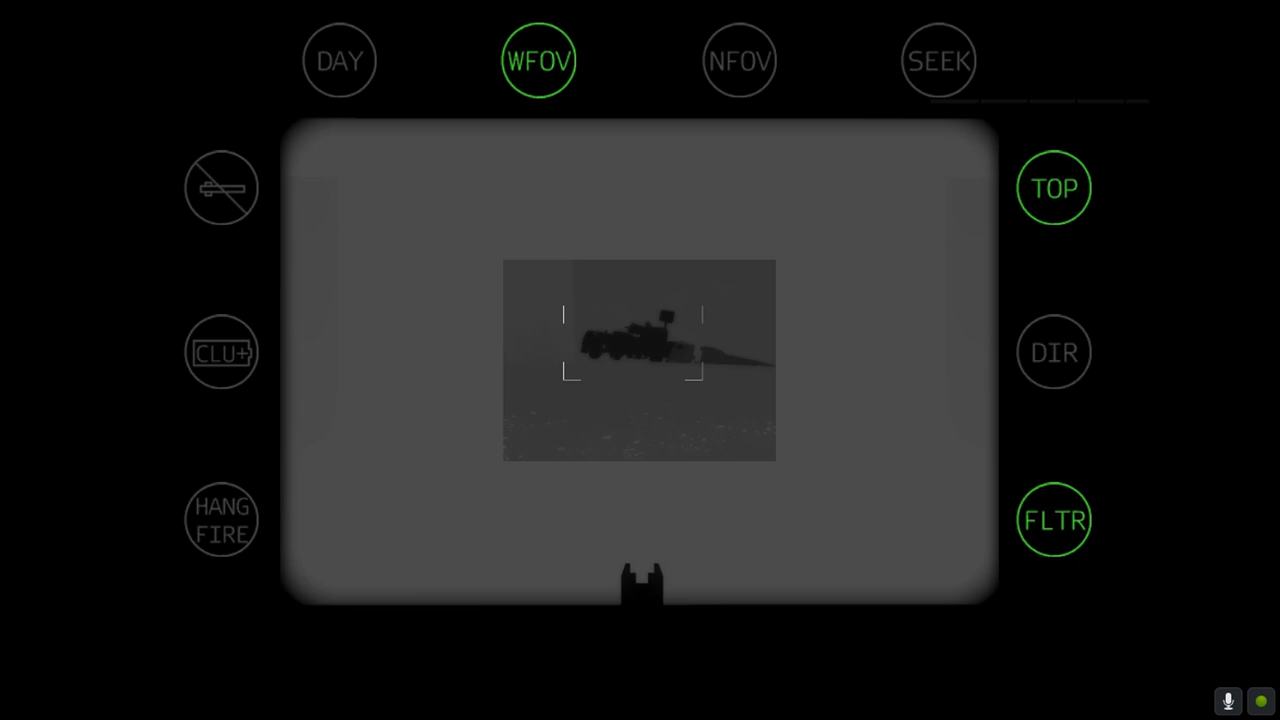 DAY
WFOV
NFOV
SEEK
TOP
CLU+
DIR
HANG
FIRE
FLTR